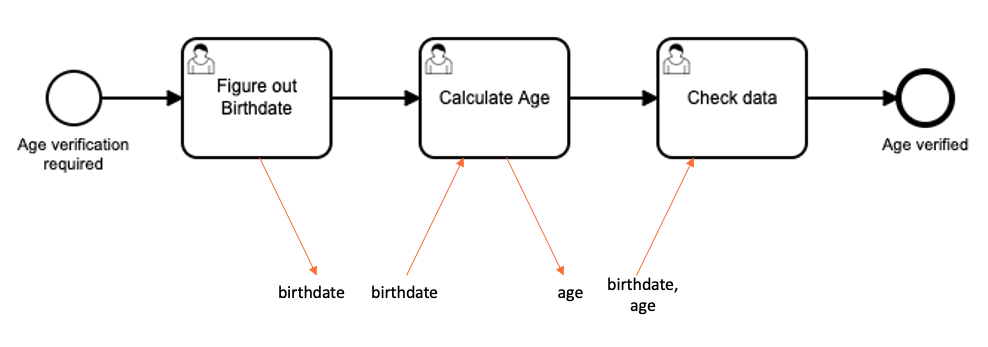 Figure out
Birthdate
Calculate Age
Check data
Age verification
required
Age verified
birthdate
birthdate
age
birthdate,
age